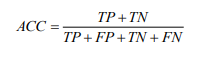 ACC = (TP + TN) / (TP + FP + TN + FN)